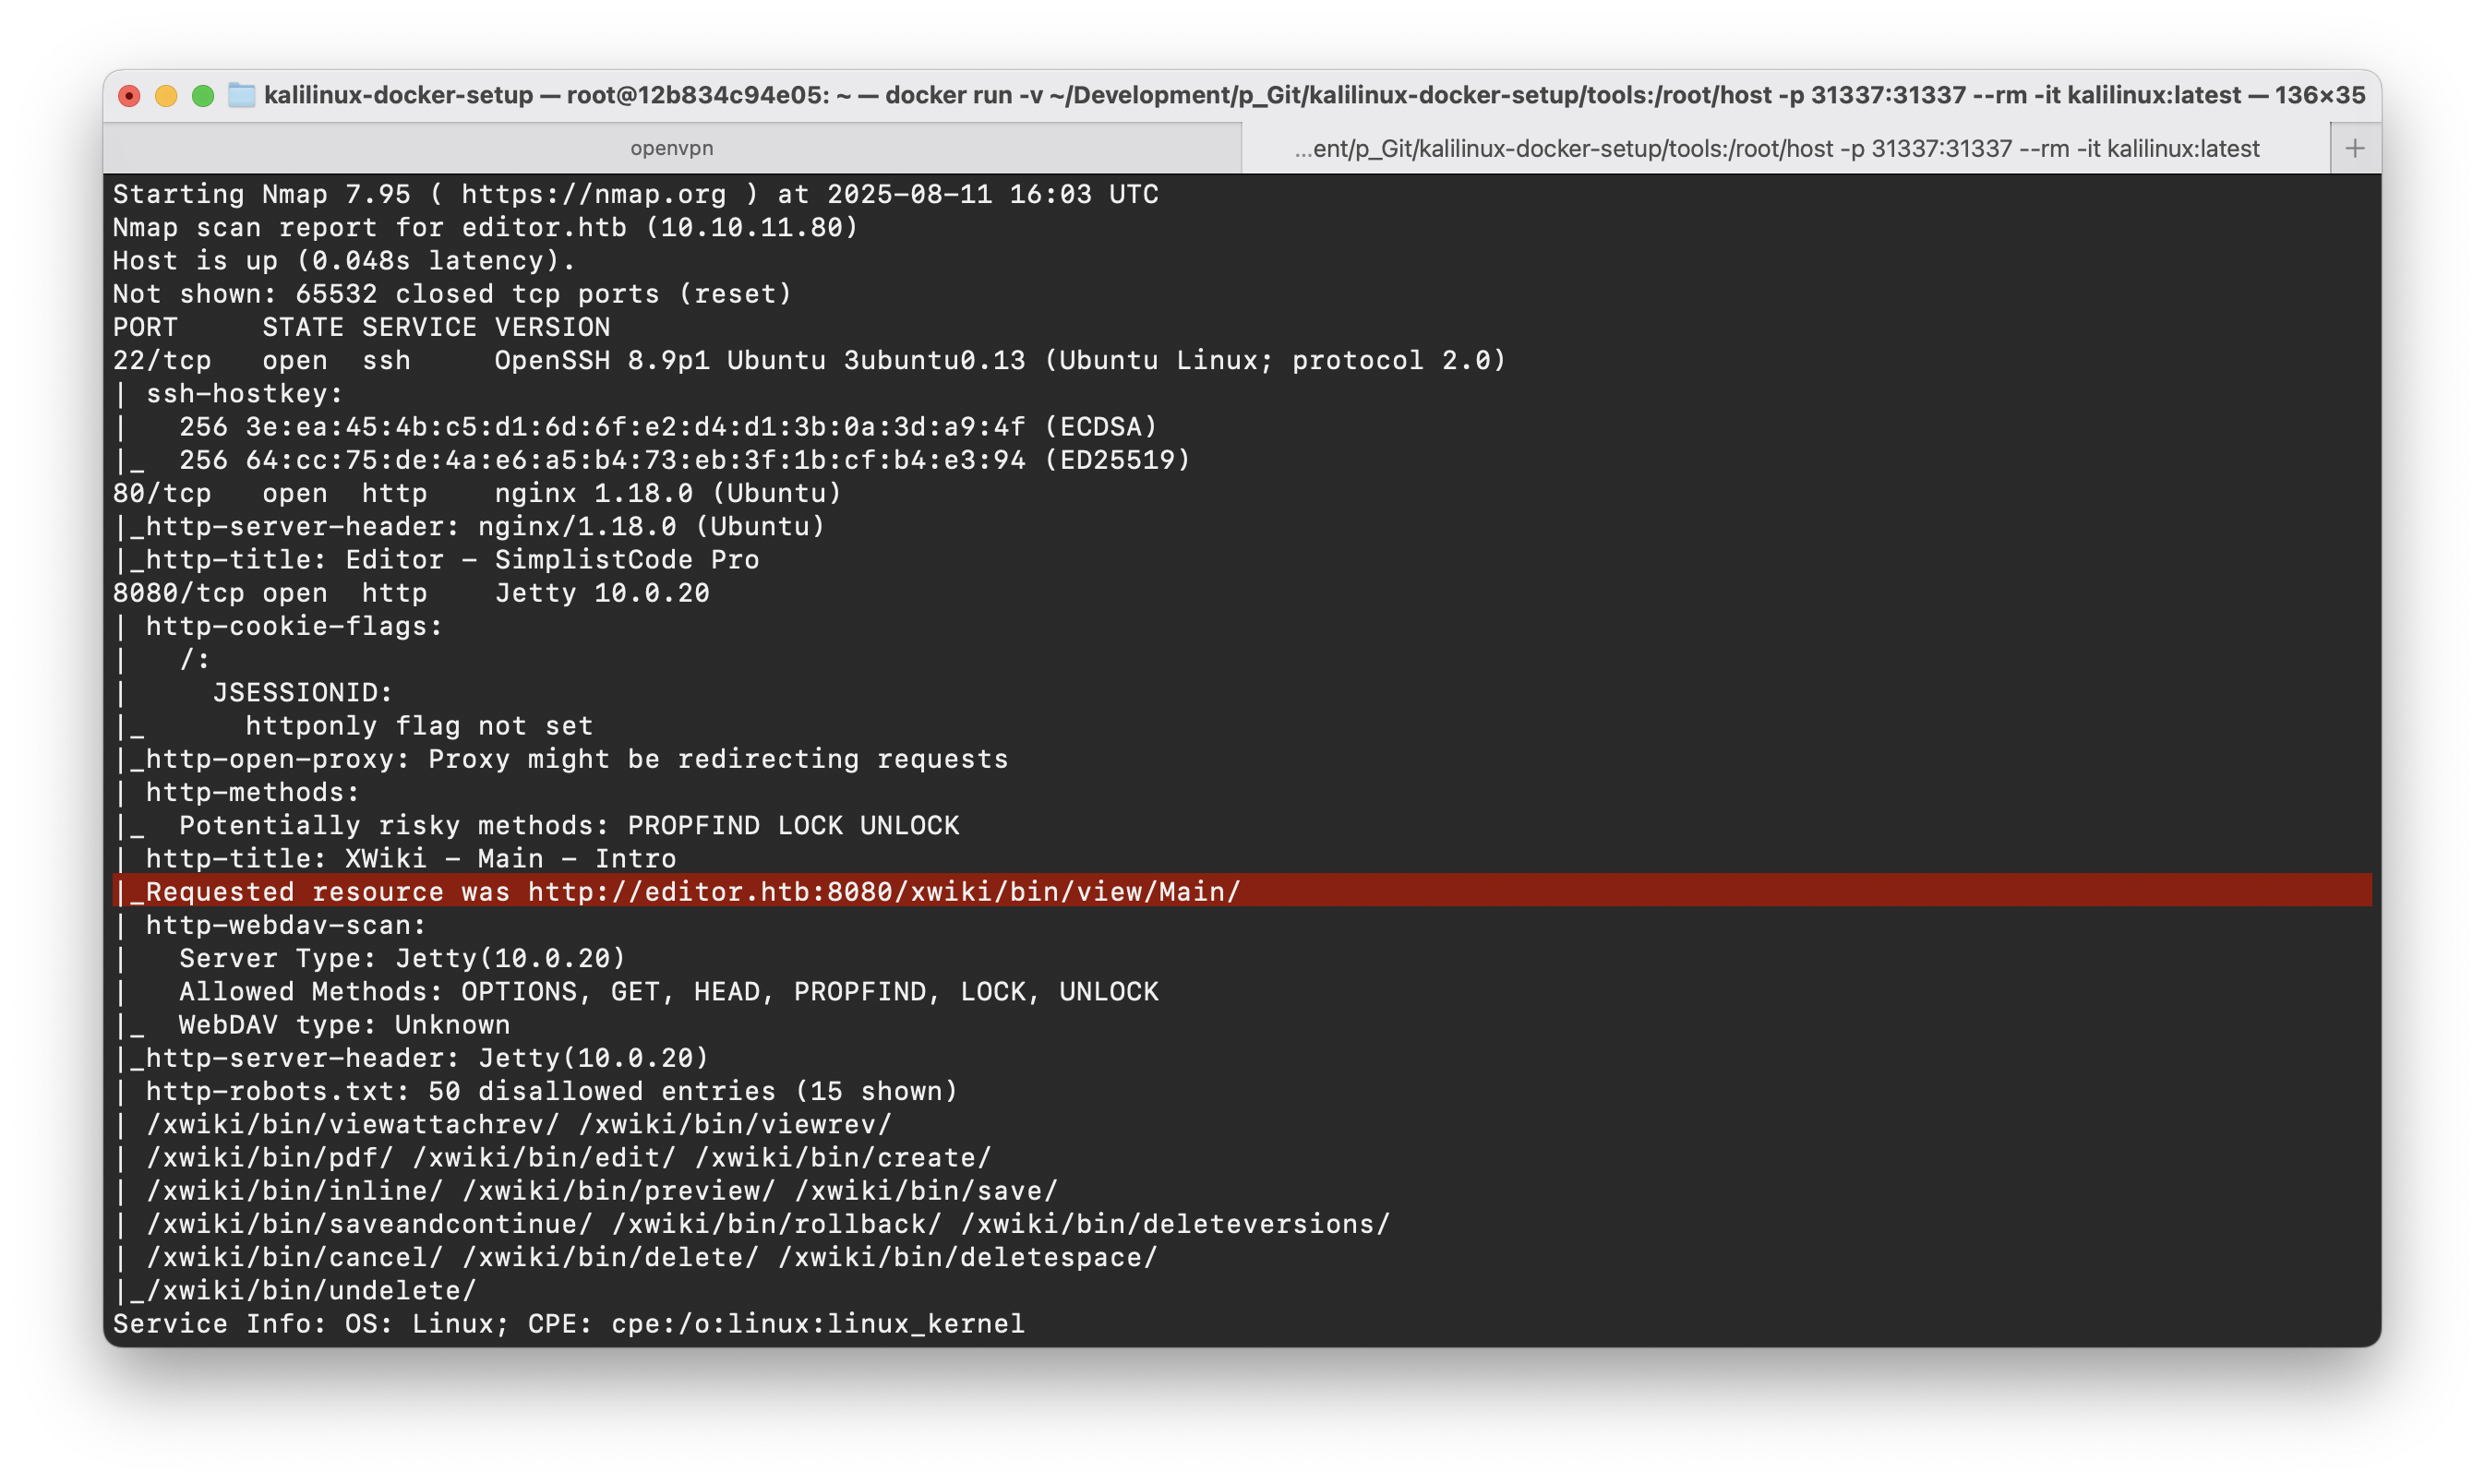 kalilinux-docker-setup — root@12b834c94e05: ~ — docker run -v ~/Development/p_Git/kalilinux-docker-setup/tools:/root/host -p 31337:31337 --rm -it kalilinux:latest — 136×35
openvpn
...ent/p_Git/kalilinux-docker-setup/tools:/root/host -p 31337:31337 --rm -it kalilinux:latest
Starting Nmap 7.95 ( https://nmap.org ) at 2025-08-11 16:03 UTC
Nmap scan report for editor.htb (10.10.11.80)
Host is up (0.048s latency).
Not shown: 65532 closed tcp ports (reset)
PORT     STATE SERVICE VERSION
22/tcp   open  ssh     OpenSSH 8.9p1 Ubuntu 3ubuntu0.13 (Ubuntu Linux; protocol 2.0)
| ssh-hostkey:
|   256 3e:ea:45:4b:c5:d1:6d:6f:e2:d4:d1:3b:0a:3d:a9:4f (ECDSA)
|_  256 64:cc:75:de:4a:e6:a5:b4:73:eb:3f:1b:cf:b4:e3:94 (ED25519)
80/tcp   open  http    nginx 1.18.0 (Ubuntu)
|_http-server-header: nginx/1.18.0 (Ubuntu)
|_http-title: Editor - SimplistCode Pro
8080/tcp open  http    Jetty 10.0.20
| http-cookie-flags:
|   /:
|     JSESSIONID:
|_      httponly flag not set
|_http-open-proxy: Proxy might be redirecting requests
| http-methods:
|_  Potentially risky methods: PROPFIND LOCK UNLOCK
| http-title: XWiki - Main - Intro
|_Requested resource was http://editor.htb:8080/xwiki/bin/view/Main/
| http-webdav-scan:
|   Server Type: Jetty(10.0.20)
|   Allowed Methods: OPTIONS, GET, HEAD, PROPFIND, LOCK, UNLOCK
|_  WebDAV type: Unknown
|_http-server-header: Jetty(10.0.20)
| http-robots.txt: 50 disallowed entries (15 shown)
| /xwiki/bin/viewattachrev/ /xwiki/bin/viewrev/
| /xwiki/bin/pdf/ /xwiki/bin/edit/ /xwiki/bin/create/
| /xwiki/bin/inline/ /xwiki/bin/preview/ /xwiki/bin/save/
| /xwiki/bin/saveandcontinue/ /xwiki/bin/rollback/ /xwiki/bin/deleteversions/
| /xwiki/bin/cancel/ /xwiki/bin/delete/ /xwiki/bin/deletespace/
|_/xwiki/bin/undelete/
Service Info: OS: Linux; CPE: cpe:/o:linux:linux_kernel